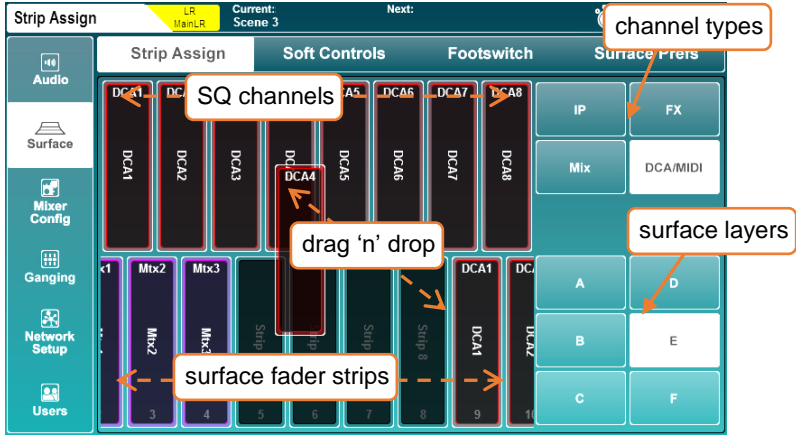 Strip Assign
LR
MainLR
Current:
Scene 3
Next:
channel types
Audio
Surface
Mixer
Config
Ganging
Network
Setup
Users
Strip Assign
Soft Controls
Footswitch
Surface Prefs
SQ channels
DCA1
DCA6
DCA7
DCA8
DCA1
DCA2
DCA3
DCA5
DCA6
DCA7
DCA8
DCA4
drag ‘n’ drop
IP
FX
Mix
DCA/MIDI
surface layers
Mtx2
Mtx3
DCA1
Mtx2
Mtx3
Strip 8
DCA1
DCA2
A
D
B
E
C
F
surface fader strips
3
4
5
6
7
8
9
10